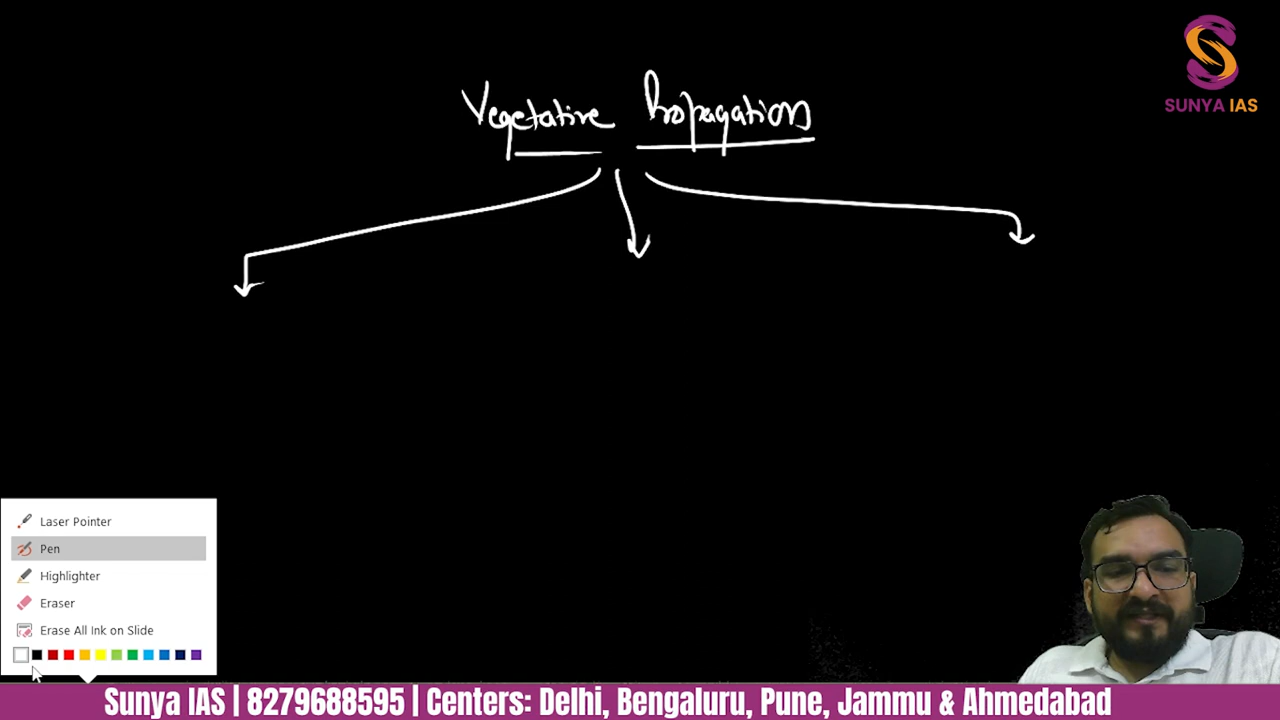 Vegetative Propagation
SUNYA IAS
Laser Pointer
Pen
Highlighter
Eraser
Erase All Ink on Slide
Sunya IAS | 8279688595 | Centers: Delhi, Bengaluru, Pune, Jammu & Ahmedabad